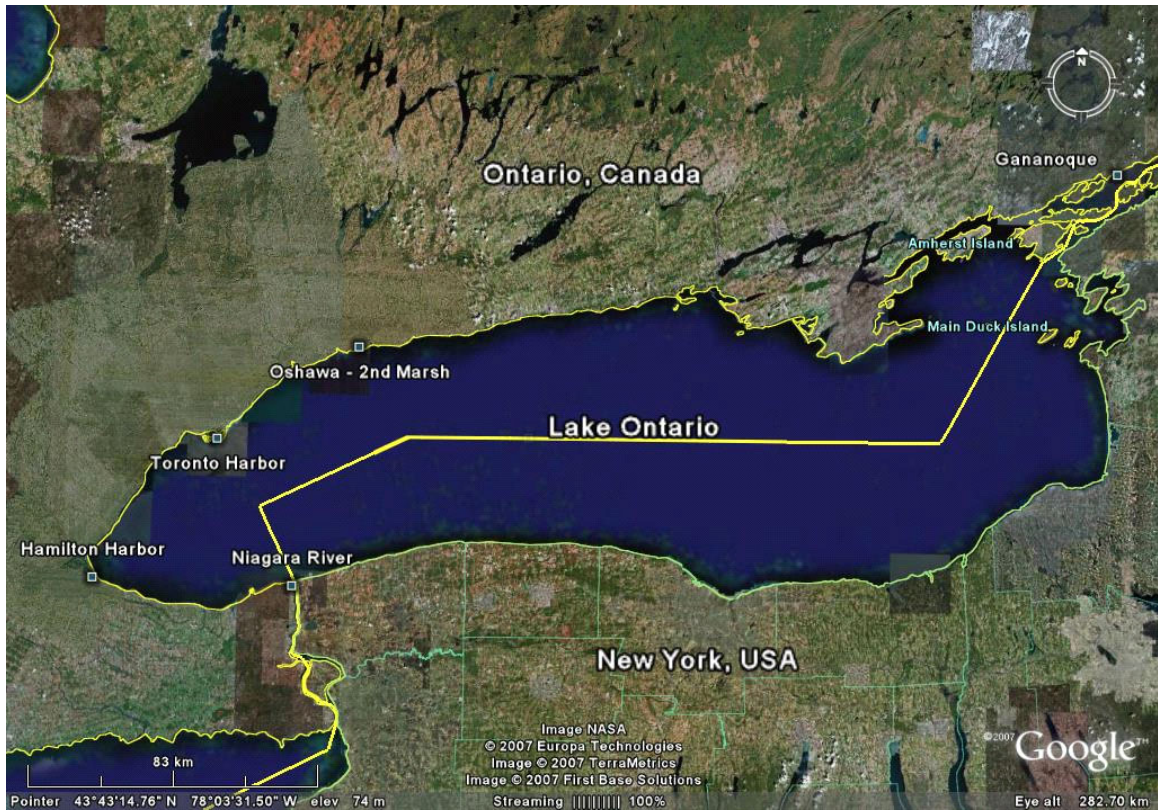 N
Gananoque
Ontario, Canada
Amherst Island
Main Duck Island
Oshawa - 2nd Marsh
Lake Ontario
Toronto Harbor
Hamilton Harbor
Niagara River
New York, USA
Image NASA
© 2007 Europa Technologies
Image © 2007 TerraMetrics
Image © 2007 First Base Solutions
©2007 Google™
83 km
Pointer 43°43'14.76" N 78°03'31.50" W elev 74 m Streaming |||||||||| 100% Eye alt 282.70 km